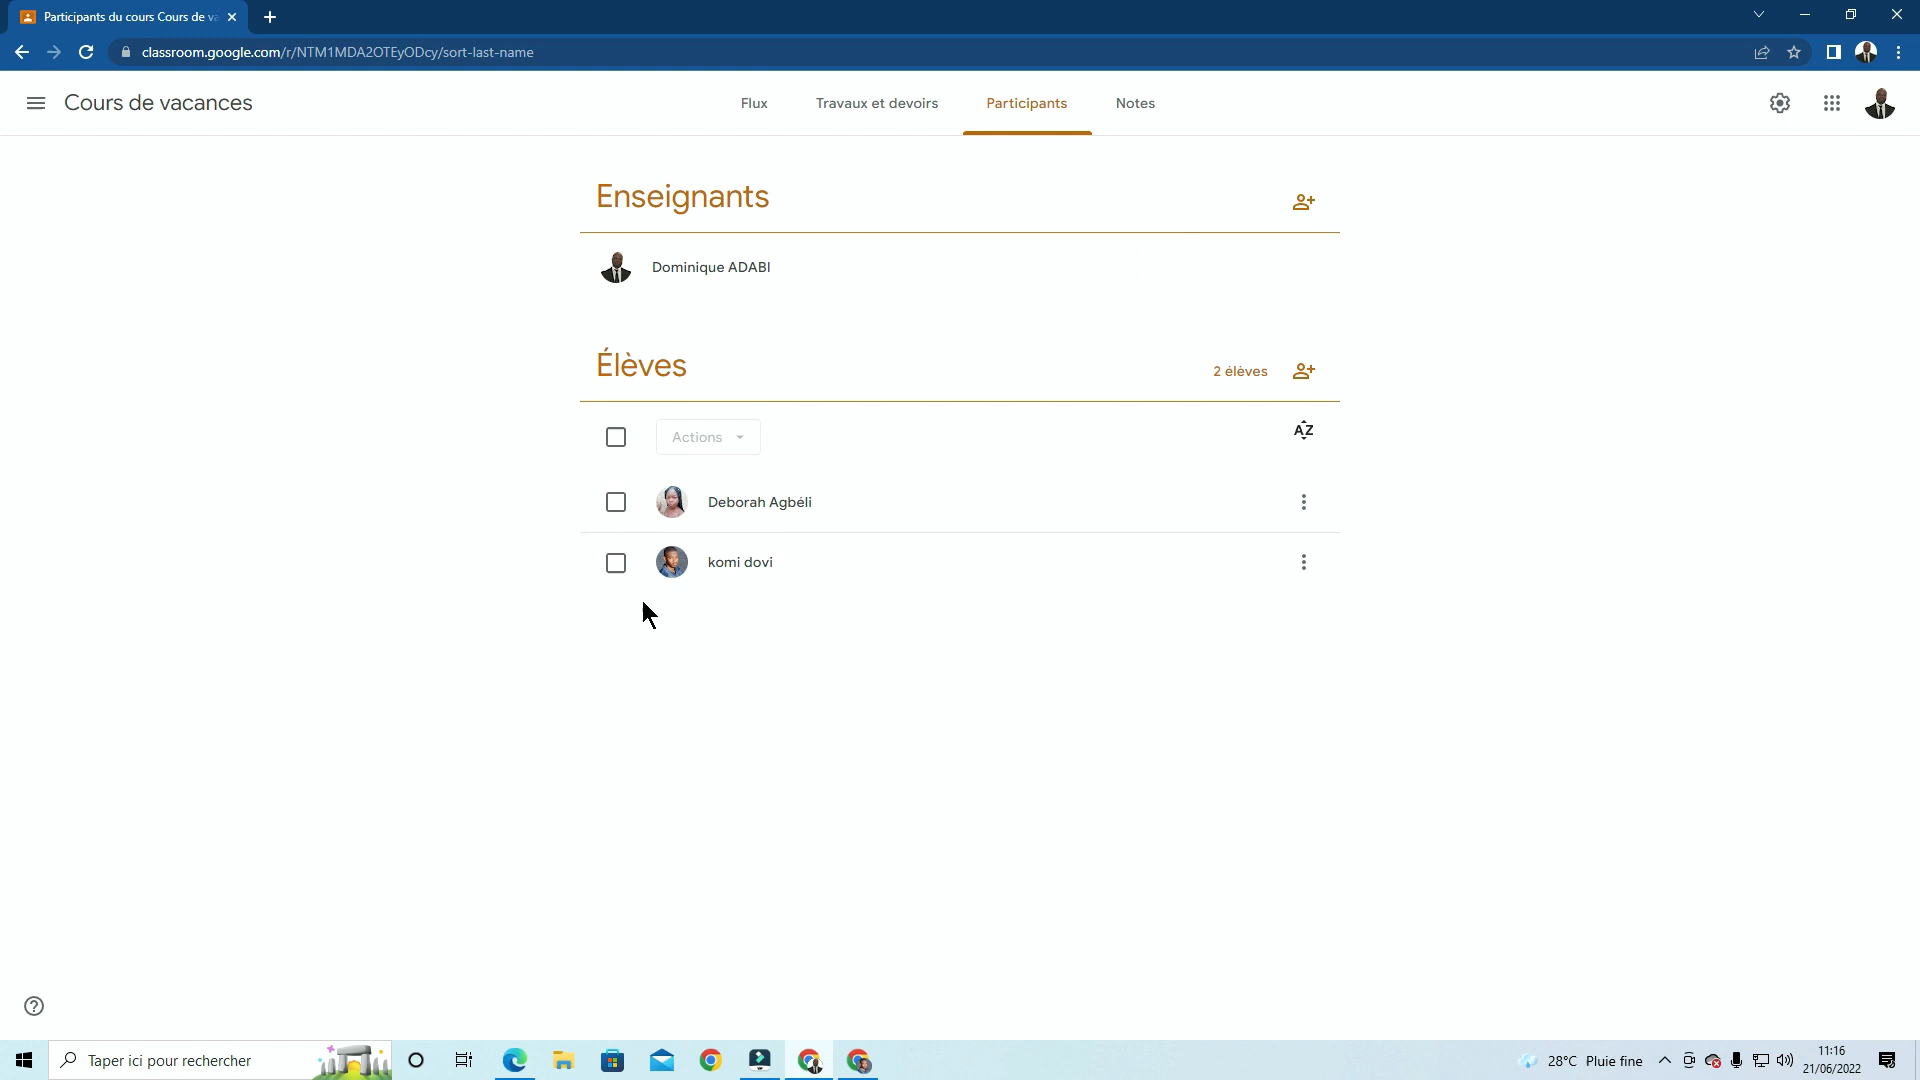 Participants du cours Cours de va
classroom.google.com/r/NTM1MDA2OTEyODcy/sort-last-name
Cours de vacances
Flux
Travaux et devoirs
Participants
Notes
Enseignants
Dominique ADABI
Élèves
2 élèves
Actions
AZ
Deborah Agbéli
komi dovi
Taper ici pour rechercher
28°C Pluie fine
11:16
21/06/2022